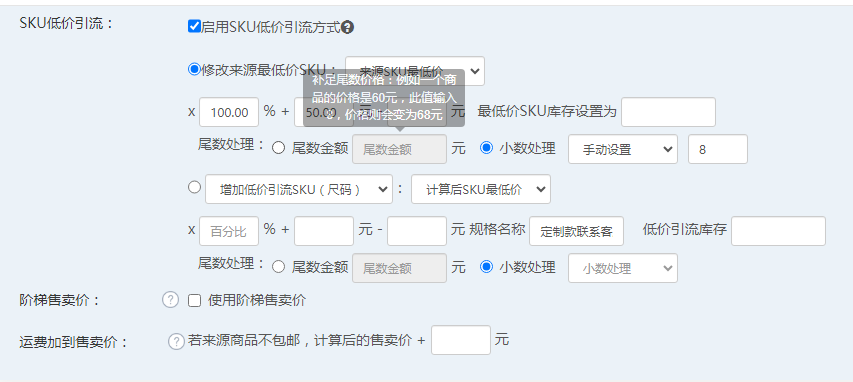 SKU低价引流：
启用SKU低价引流方式?
修改来源最低价SKU： 来源SKU最低价
补足尾数价格：例如一个商
品的价格是60元，此值输入
8，价格则会变为68元
x 100.00 % + 50.00 元 - 元 最低价SKU库存设置为
尾数处理： 尾数金额 尾数金额 元 小数处理 手动设置 8
增加低价引流SKU（尺码） ： 计算后SKU最低价
x 百分比 % + 元 - 元 规格名称 定制款联系客 低价引流库存
尾数处理： 尾数金额 尾数金额 元 小数处理 小数处理
阶梯售卖价： ? 使用阶梯售卖价
运费加到售卖价： ? 若来源商品不包邮，计算后的售卖价 + 元